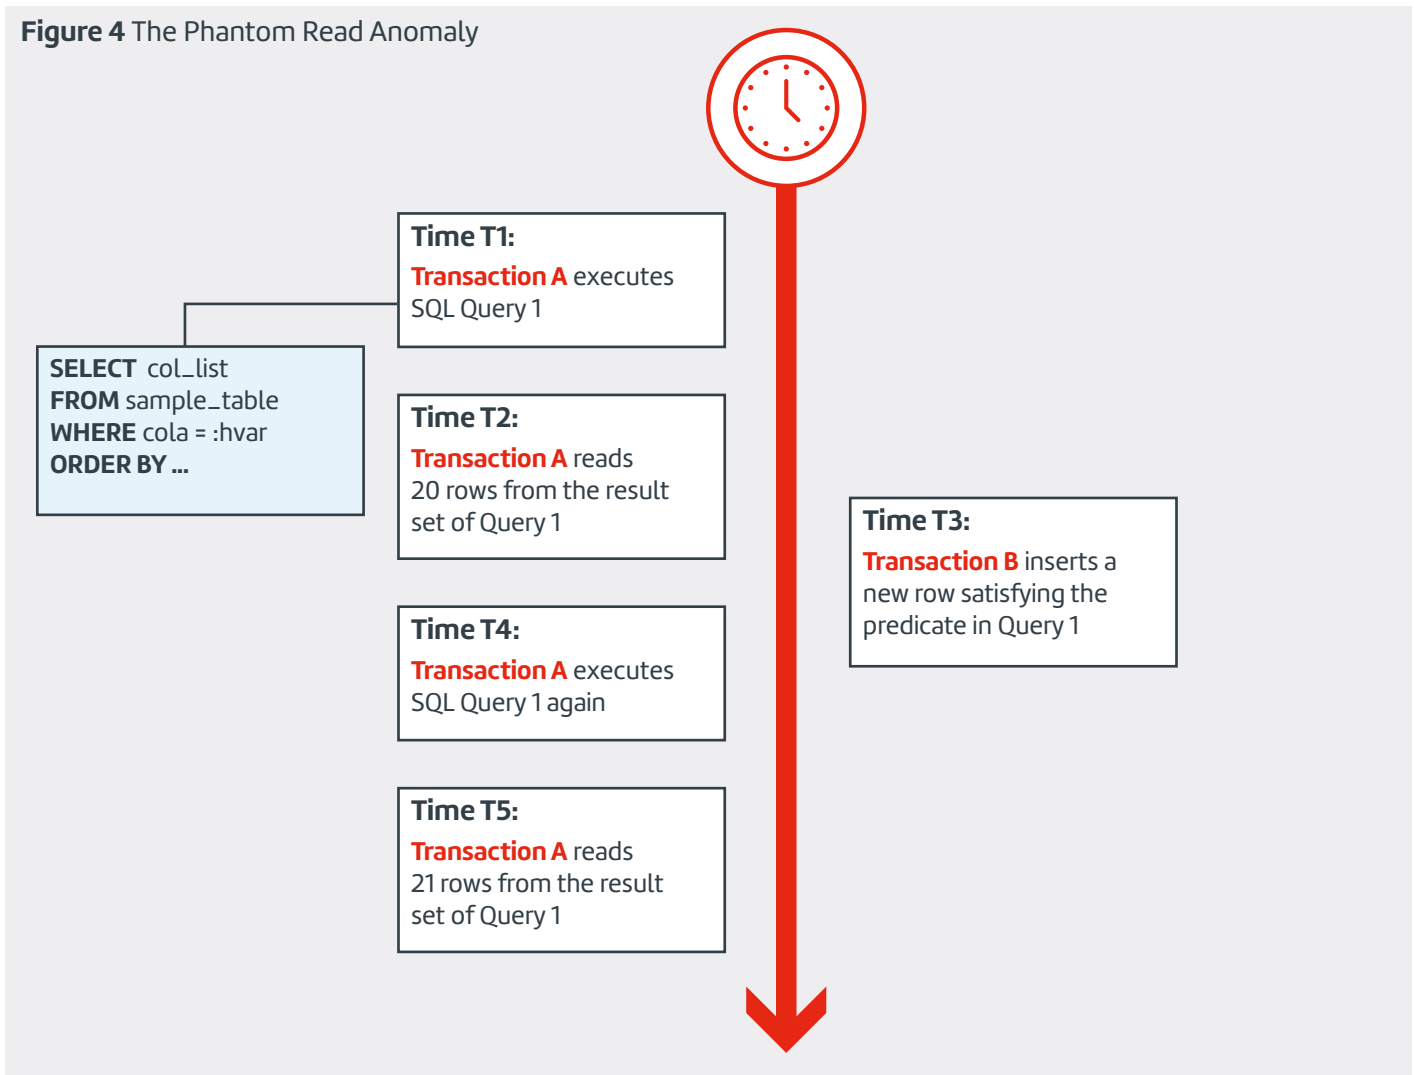 Figure 4 The Phantom Read Anomaly
Time T1:
Transaction A executes
SQL Query 1
SELECT col_list
FROM sample_table
WHERE cola = :hvar
ORDER BY ...
Time T2:
Transaction A reads
20 rows from the result
set of Query 1
Time T3:
Transaction B inserts a
new row satisfying the
predicate in Query 1
Time T4:
Transaction A executes
SQL Query 1 again
Time T5:
Transaction A reads
21 rows from the result
set of Query 1